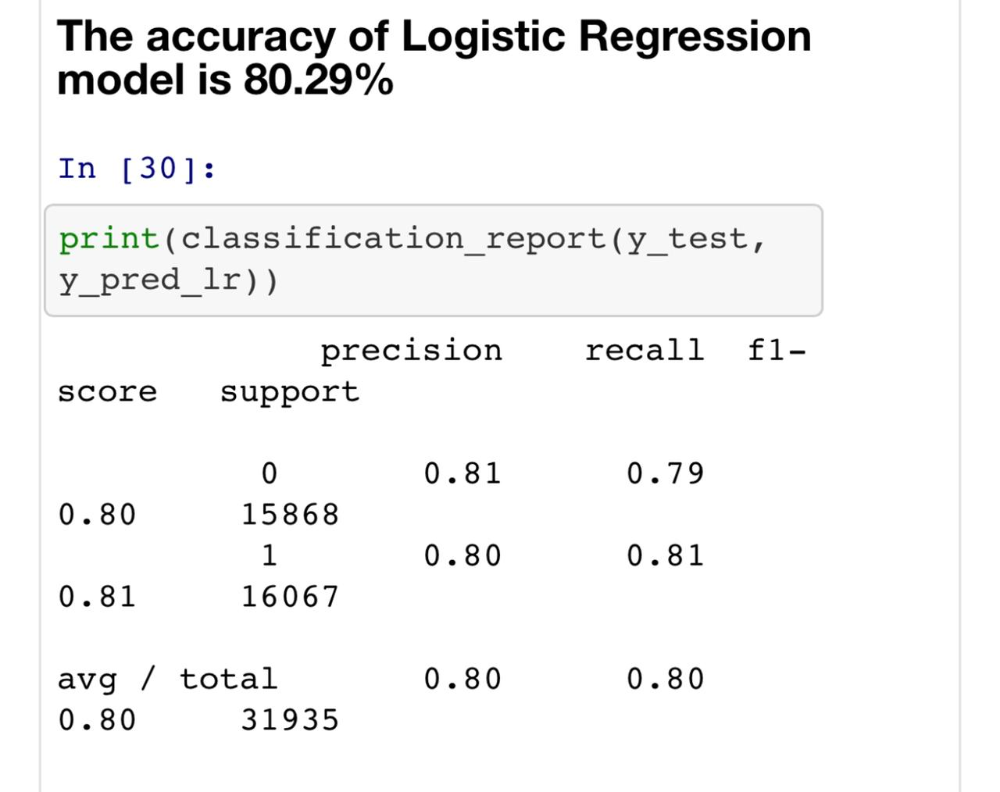 The accuracy of Logistic Regression
model is 80.29%
In [30]:
print(classification_report(y_test,
y_pred_lr))
precision recall f1-
score support
0 0.81 0.79
0.80 15868
1 0.80 0.81
0.81 16067
avg / total 0.80 0.80
0.80 31935